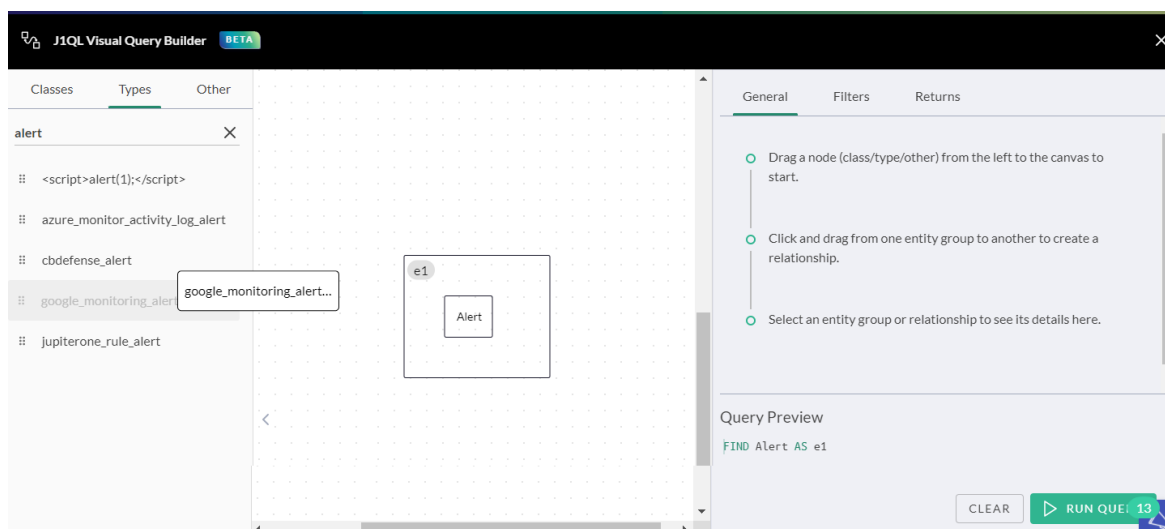 J1QL Visual Query Builder BETA
Classes Types Other
alert
<script>alert(1);</script>
azure_monitor_activity_log_alert
cbdefense_alert
google_monitoring_alert
google_monitoring_alert...
jupiterone_rule_alert
e1
Alert
General Filters Returns
Drag a node (class/type/other) from the left to the canvas to
start.
Click and drag from one entity group to another to create a
relationship.
Select an entity group or relationship to see its details here.
Query Preview
FIND Alert AS e1
CLEAR RUN QUE 13